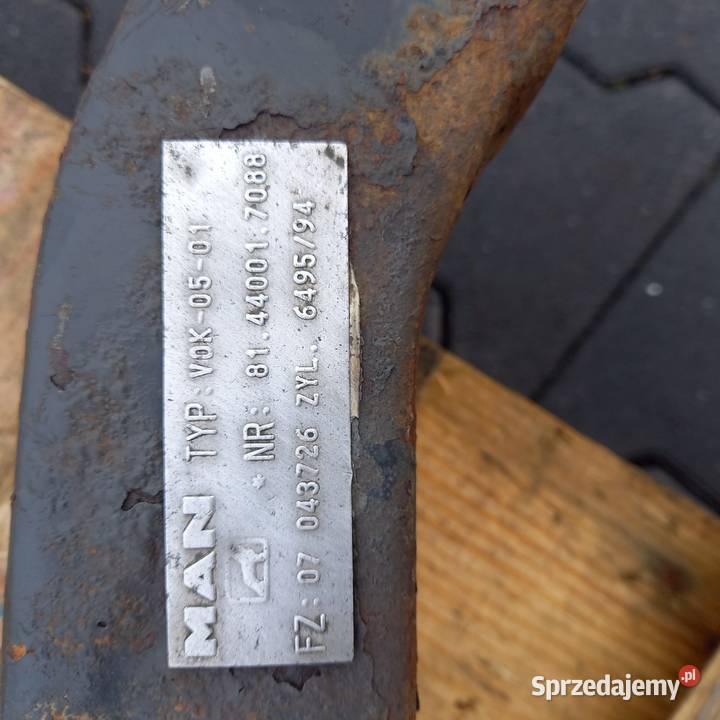 MAN TYP: VOK-05-01
* NR: 81.44001.7088
FZ: 07 043726 ZYL. 6495/94
Sprzedajemy.pl